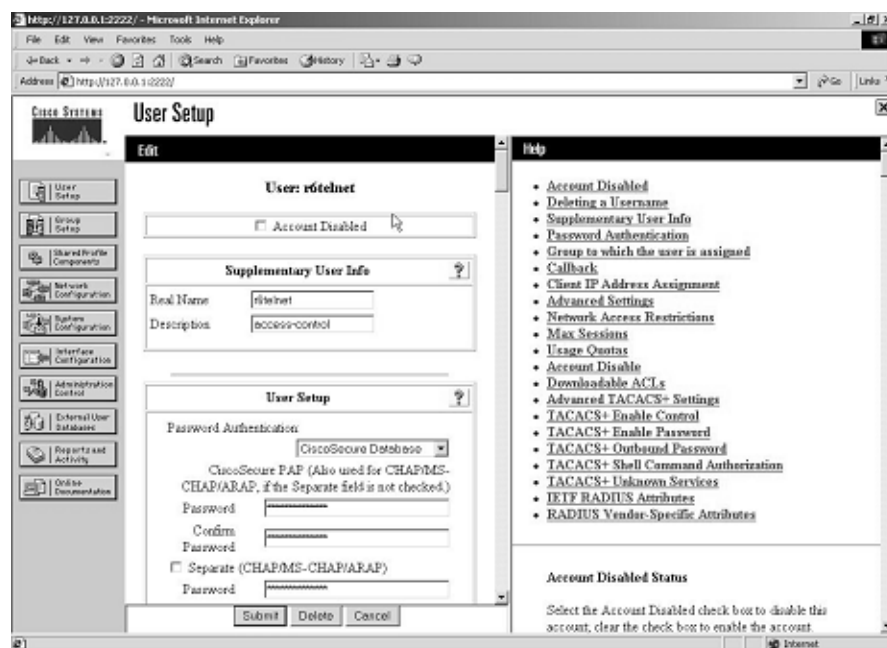 http://127.0.0.1:2222/ - Microsoft Internet Explorer
File Edit View Favorites Tools Help
Back Search Favorites History
Address http://127.0.0.1:2222/ Go Links
CISCO SYSTEMS
User Setup
User Setup
Group Setup
Shared Profile Components
Network Configuration
System Configuration
Interface Configuration
Administration Control
External User Databases
Reports and Activity
Online Documentation
Edit
User: r6telnet
Account Disabled
Supplementary User Info ?
Real Name r6telnet
Description access-control
User Setup ?
Password Authentication:
CiscoSecure Database
CiscoSecure PAP (Also used for CHAP/MS-
CHAP/ARAP, if the Separate field is not checked.)
Password
Confirm
Password
Separate (CHAP/MS-CHAP/ARAP)
Password
Submit Delete Cancel
Help
Account Disabled
Deleting a Username
Supplementary User Info
Password Authentication
Group to which the user is assigned
Callback
Client IP Address Assignment
Advanced Settings
Network Access Restrictions
Max Sessions
Usage Quotas
Account Disable
Downloadable ACLs
Advanced TACACS+ Settings
TACACS+ Enable Control
TACACS+ Enable Password
TACACS+ Outbound Password
TACACS+ Shell Command Authorization
TACACS+ Unknown Services
IETF RADIUS Attributes
RADIUS Vendor-Specific Attributes
Account Disabled Status
Select the Account Disabled check box to disable this
account, clear the check box to enable the account.
Internet